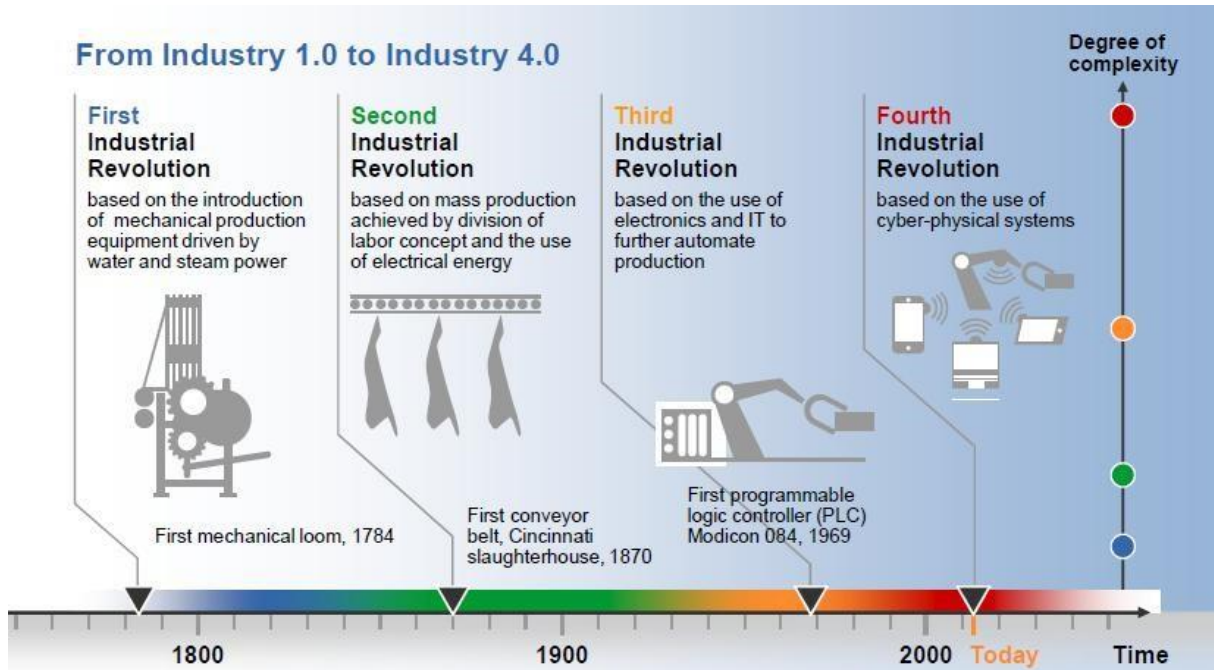 From Industry 1.0 to Industry 4.0
Degree of
complexity
First
Industrial
Revolution
based on the introduction
of mechanical production
equipment driven by
water and steam power
Second
Industrial
Revolution
based on mass production
achieved by division of
labor concept and the use
of electrical energy
Third
Industrial
Revolution
based on the use of
electronics and IT to
further automate
production
Fourth
Industrial
Revolution
based on the use of
cyber-physical systems
First mechanical loom, 1784
First conveyor
belt, Cincinnati
slaughterhouse, 1870
First programmable
logic controller (PLC)
Modicon 084, 1969
1800
1900
2000
Today
Time